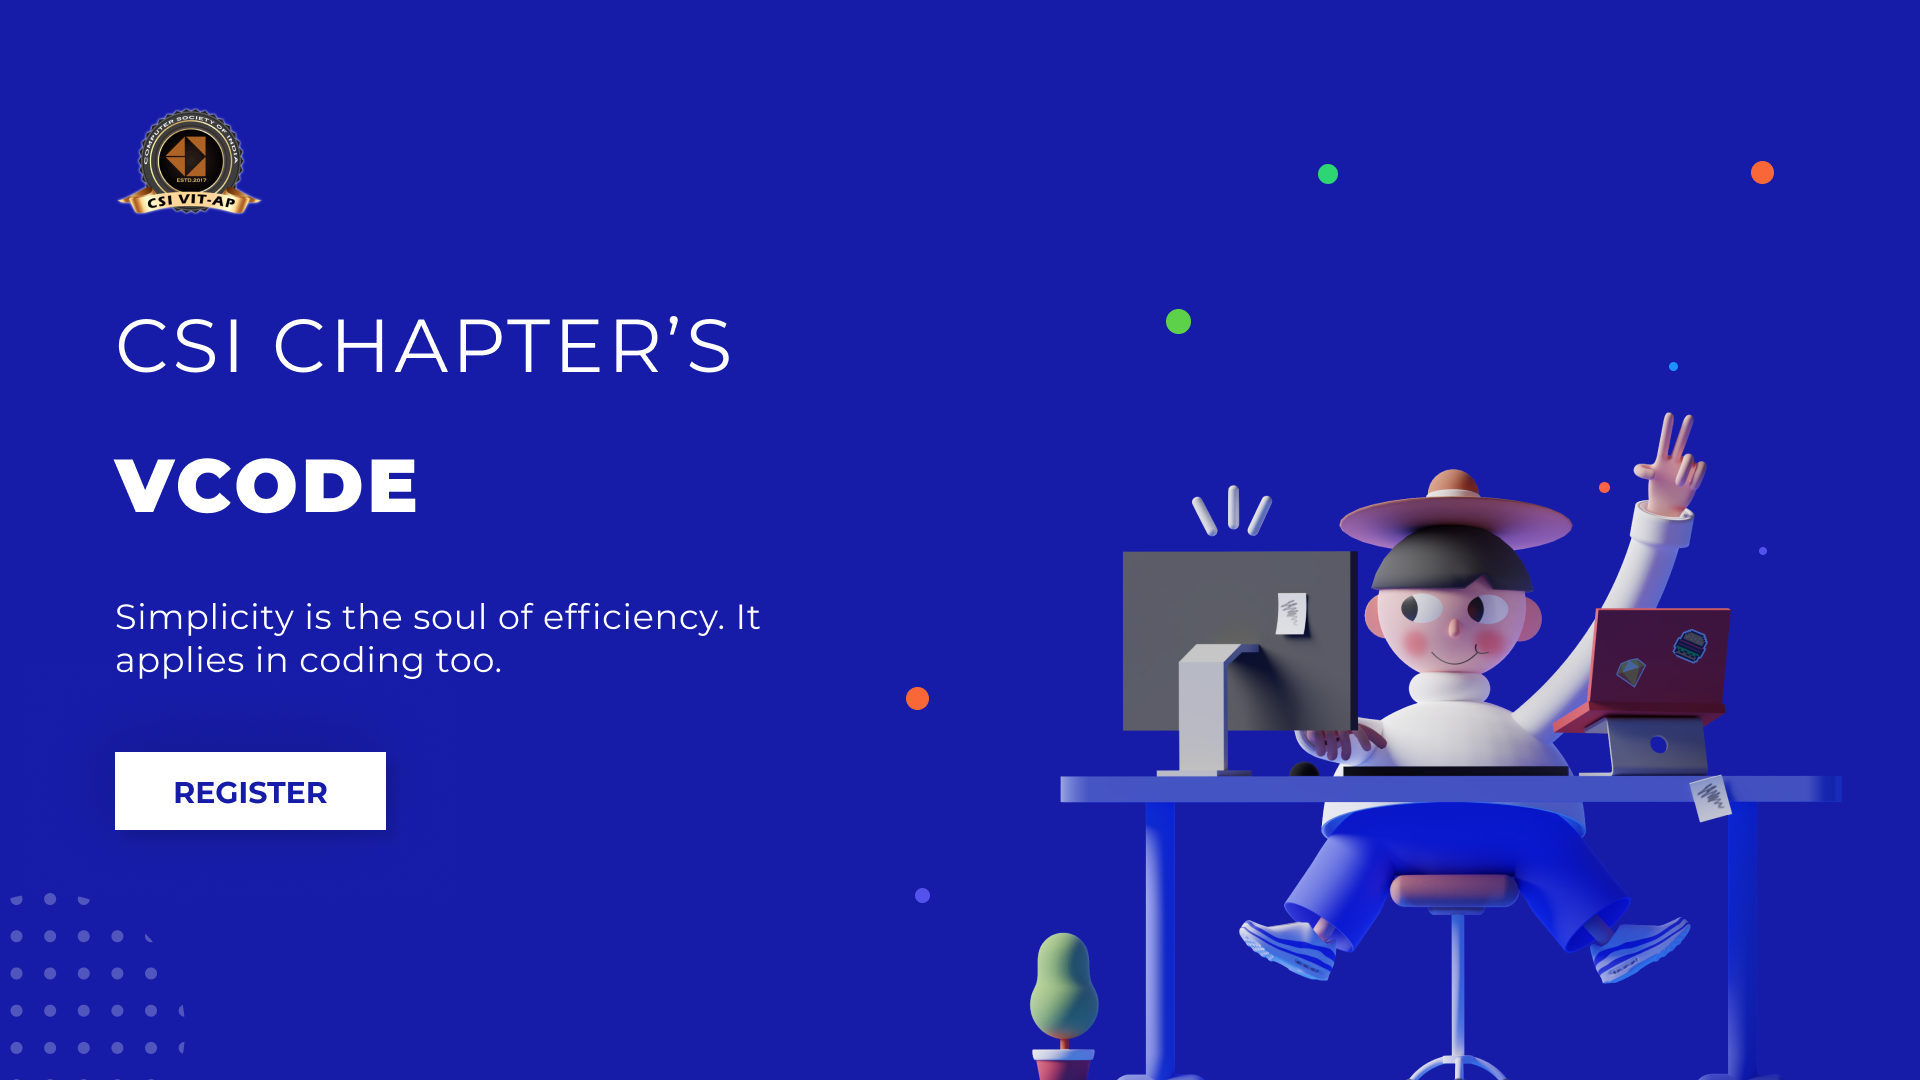 COMPUTER SOCIETY OF INDIA
ESTD.2017
CSI VIT-AP
CSI CHAPTER’S
VCODE
Simplicity is the soul of efficiency. It
applies in coding too.
REGISTER